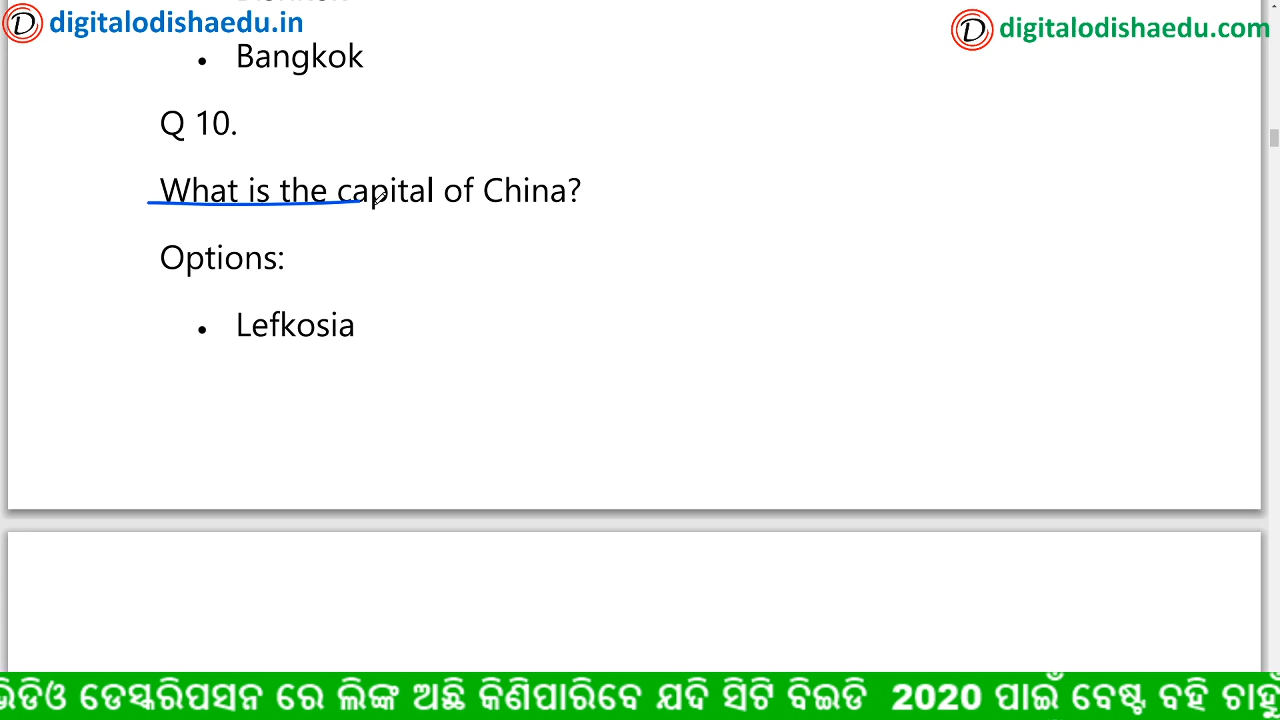 digitalodishaedu.in
digitalodishaedu.com
• Bangkok
Q 10.
What is the capital of China?
Options:
• Lefkosia
ଭିଡିଓ ଡେସ୍କରିପସନ ରେ ଲିଙ୍କ ଅଛି କିଣିପାରିବେ ଯଦି ସିଟି ବିଇଡି 2020 ପାଇଁ ବେଷ୍ଟ ବହି ଚାହୁଁ